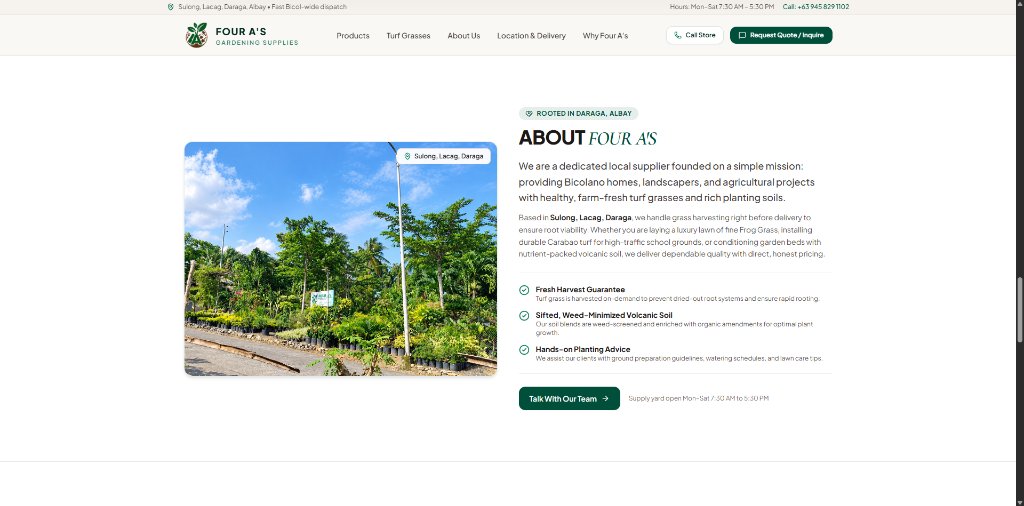 Sulong, Lacag, Daraga, Albay • Fast Bicol-wide dispatch
Hours: Mon–Sat 7:30 AM – 5:30 PM
Call: +63 945 829 1102
FOUR A'S
GARDENING SUPPLIES
Products
Turf Grasses
About Us
Location & Delivery
Why Four A's
Call Store
Request Quote / Inquire
Sulong, Lacag, Daraga
ROOTED IN DARAGA, ALBAY
ABOUT FOUR A'S
We are a dedicated local supplier founded on a simple mission:
providing Bicolano homes, landscapers, and agricultural projects
with healthy, farm-fresh turf grasses and rich planting soils.
Based in Sulong, Lacag, Daraga, we handle grass harvesting right before delivery to
ensure root viability. Whether you are laying a luxury lawn of fine Frog Grass, installing
durable Carabao turf for high-traffic school grounds, or conditioning garden beds with
nutrient-packed volcanic soil, we deliver dependable quality with direct, honest pricing.
Fresh Harvest Guarantee
Turf grass is harvested on-demand to prevent dried-out root systems and ensure rapid rooting.
Sifted, Weed-Minimized Volcanic Soil
Our soil blends are weed-screened and enriched with organic amendments for optimal plant
growth.
Hands-on Planting Advice
We assist our clients with ground preparation guidelines, watering schedules, and lawn care tips.
Talk With Our Team
Supply yard open Mon–Sat 7:30 AM to 5:30 PM